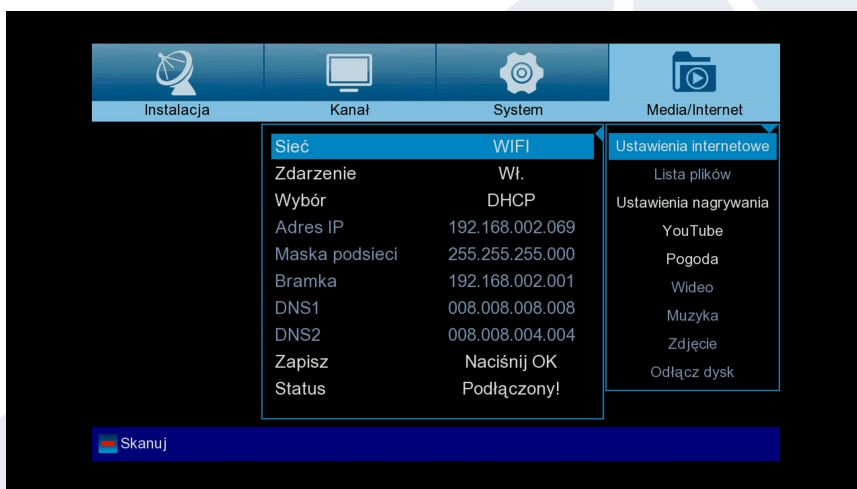 Instalacja Kanał System Media/Internet
Sieć WIFI
Zdarzenie Wł.
Wybór DHCP
Adres IP 192.168.002.069
Maska podsieci 255.255.255.000
Bramka 192.168.002.001
DNS1 008.008.008.008
DNS2 008.008.004.004
Zapisz Naciśnij OK
Status Podłączony!
Ustawienia internetowe
Lista plików
Ustawienia nagrywania
YouTube
Pogoda
Wideo
Muzyka
Zdjęcie
Odłącz dysk
Skanuj